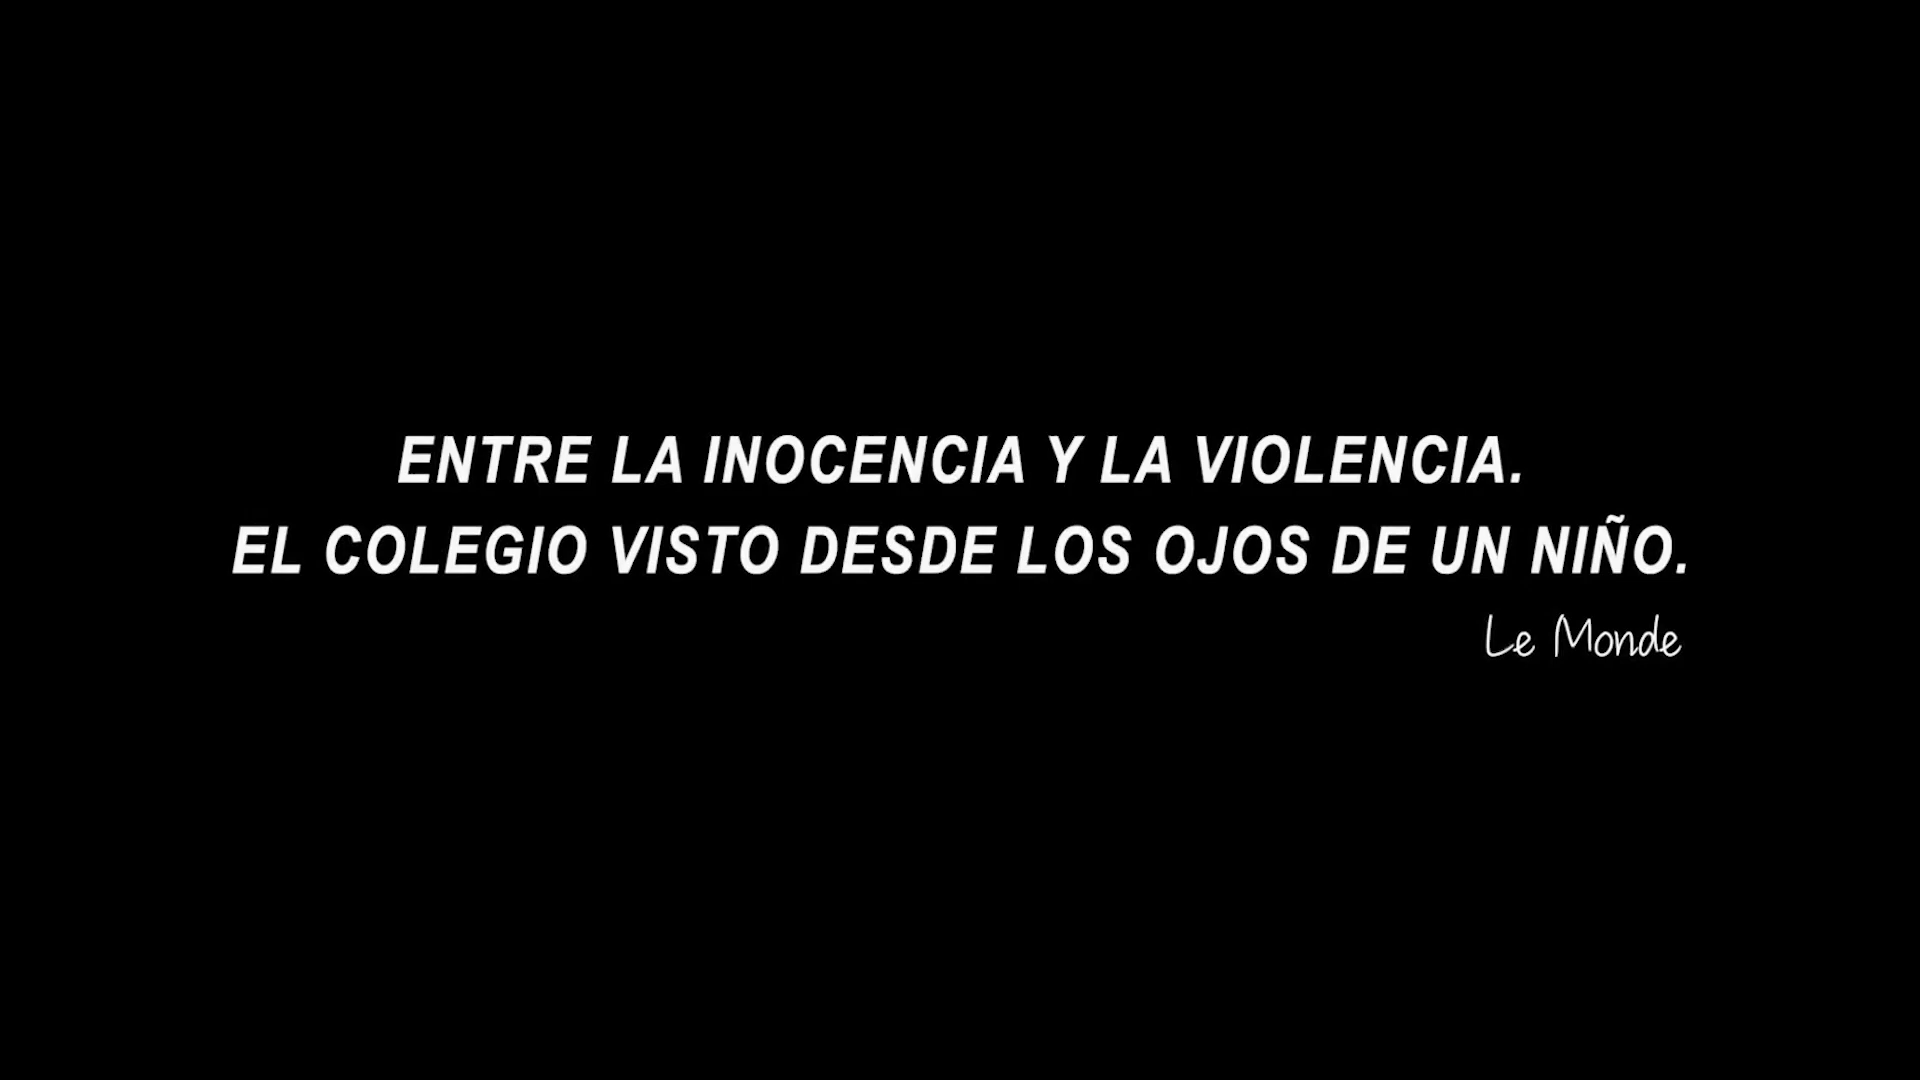 ENTRE LA INOCENCIA Y LA VIOLENCIA.
EL COLEGIO VISTO DESDE LOS OJOS DE UN NIÑO.
Le Monde